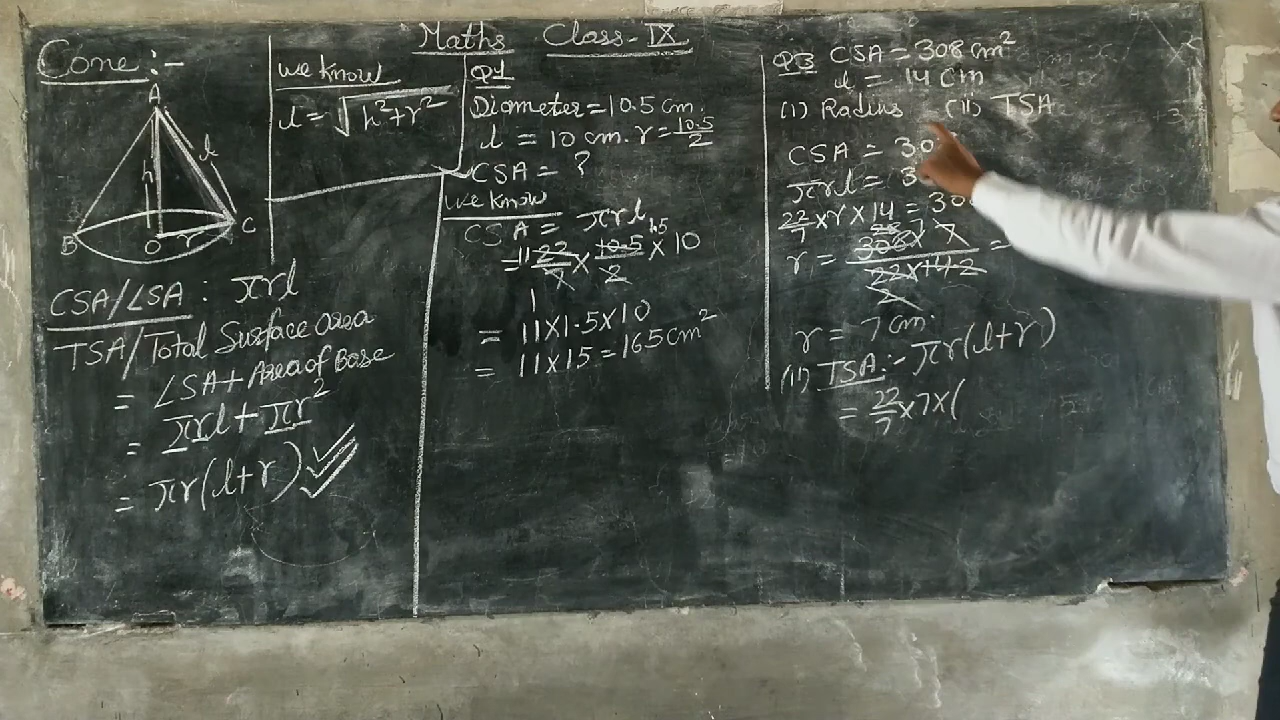 Maths Class-IX
Cone :-
A
h
l
B
O
r
C
CSA/LSA : πrl
TSA/Total Surface area
= LSA + Area of Base
= πrl + πr²
= πr(l+r)
we know
l = √h²+r²
Q1
Diameter = 10.5 cm.
l = 10 cm. r = 10.5/2
CSA = ?
we know
CSA = πrl
= 22/7 × 10.5/2 × 10
= 11×1.5×10
= 11×15 = 165 cm²
Q3 CSA = 308 cm²
l = 14 cm
(i) Radius (ii) TSA
CSA = 30
πrl = 3
22/7 × r × 14 = 30
r = 308×7/22×14 =
r = 7 cm.
(ii) TSA :- πr(l+r)
= 22/7 ×7×(